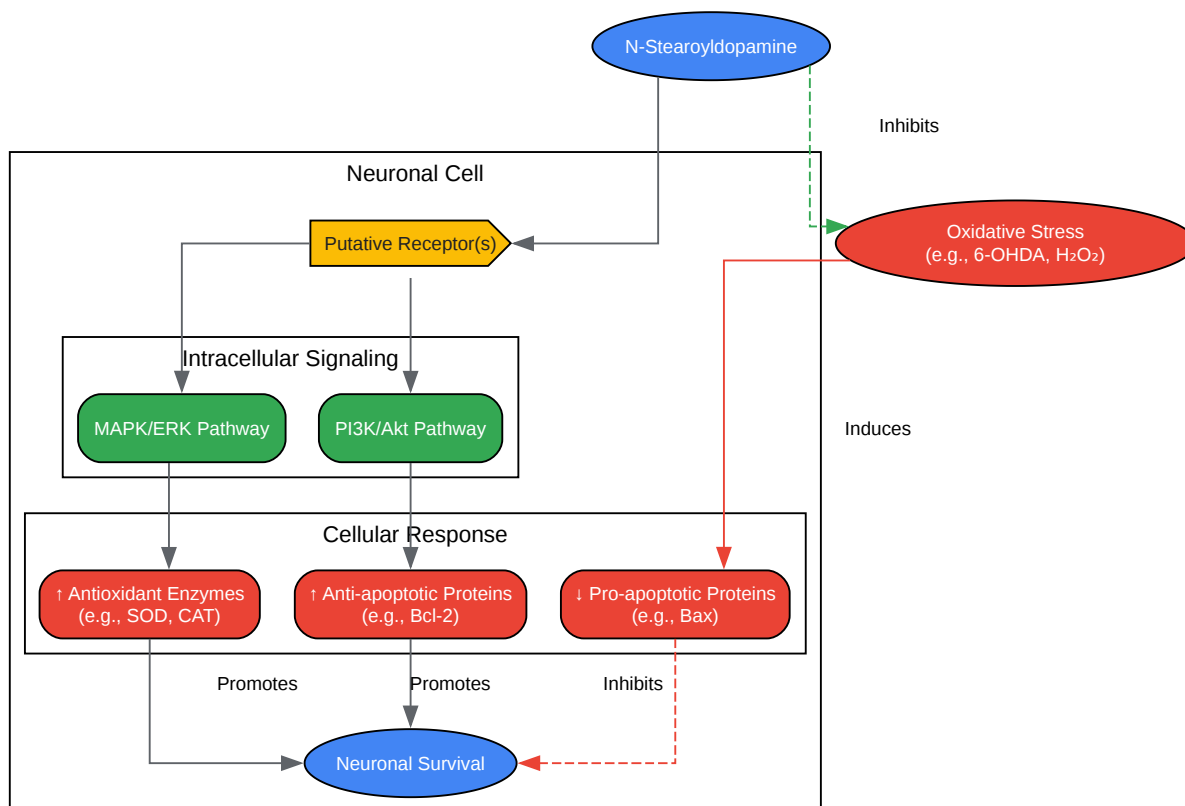 N-Stearoyldopamine
Inhibits
Neuronal Cell
Putative Receptor(s)
Oxidative Stress
(e.g., 6-OHDA, H₂O₂)
Intracellular Signaling
MAPK/ERK Pathway
PI3K/Akt Pathway
Induces
Cellular Response
↑ Antioxidant Enzymes
(e.g., SOD, CAT)
↑ Anti-apoptotic Proteins
(e.g., Bcl-2)
↓ Pro-apoptotic Proteins
(e.g., Bax)
Promotes
Promotes
Inhibits
Neuronal Survival